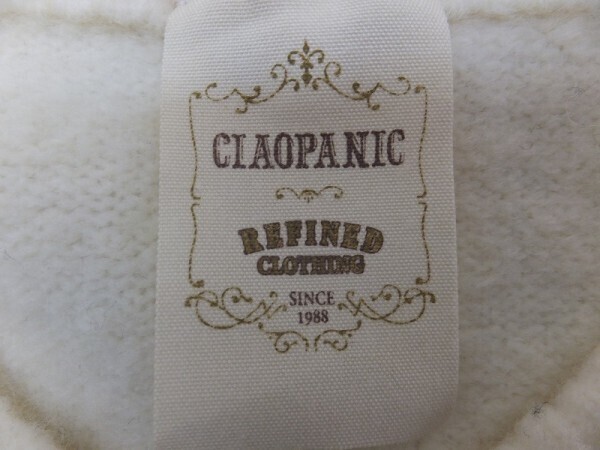 CIAOPANIC
REFINED
CLOTHING
SINCE
1988